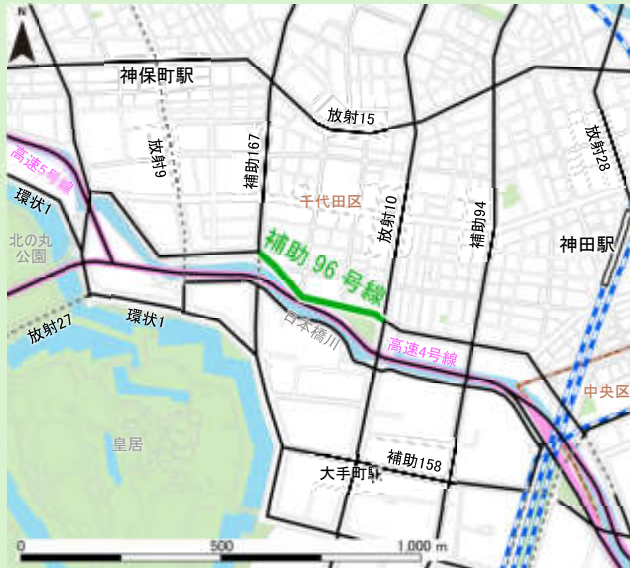 N
神保町駅
放射15
放射9
補助167
放射28
高速5号線
環状1
千代田区
放射10
補助94
北の丸
公園
補助 96 号線
神田駅
日本橋川
放射27
環状1
高速4号線
中央区
皇居
大手町駅
補助158
0 500 1,000 m